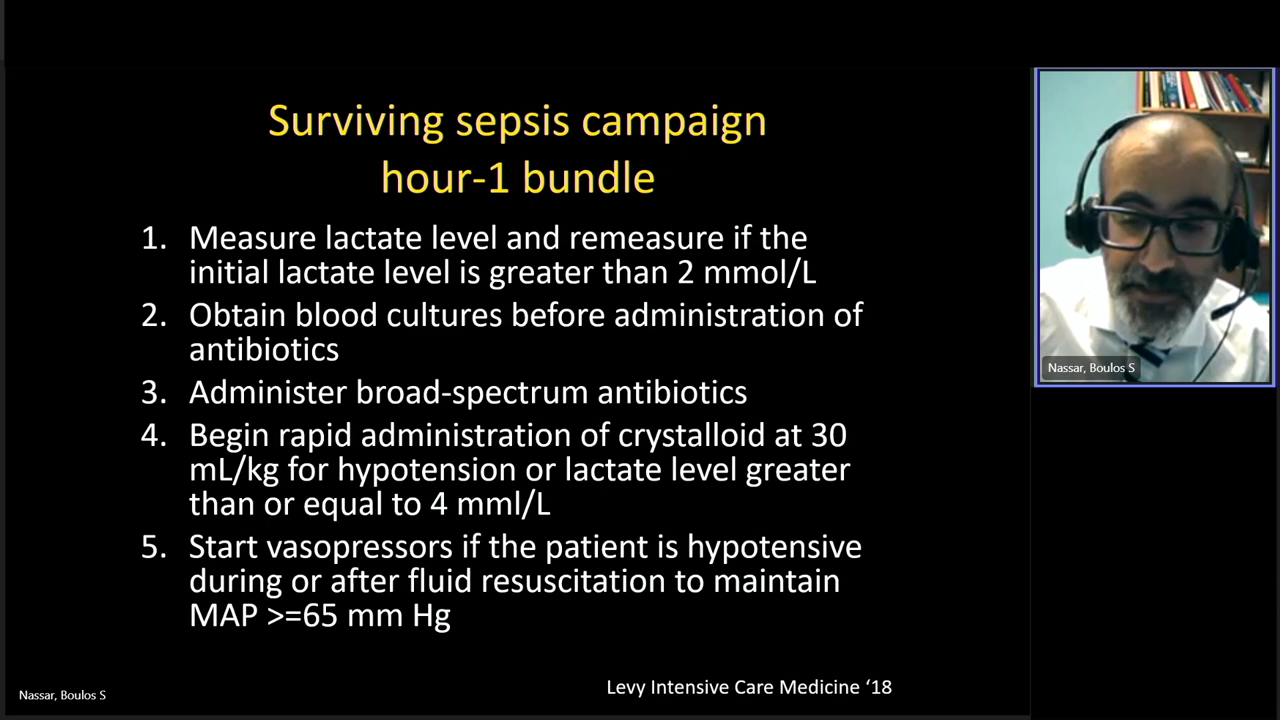 Surviving sepsis campaign
hour-1 bundle
1. Measure lactate level and remeasure if the
initial lactate level is greater than 2 mmol/L
2. Obtain blood cultures before administration of
antibiotics
3. Administer broad-spectrum antibiotics
4. Begin rapid administration of crystalloid at 30
mL/kg for hypotension or lactate level greater
than or equal to 4 mml/L
5. Start vasopressors if the patient is hypotensive
during or after fluid resuscitation to maintain
MAP >=65 mm Hg
Levy Intensive Care Medicine ‘18
Nassar, Boulos S
Nassar, Boulos S